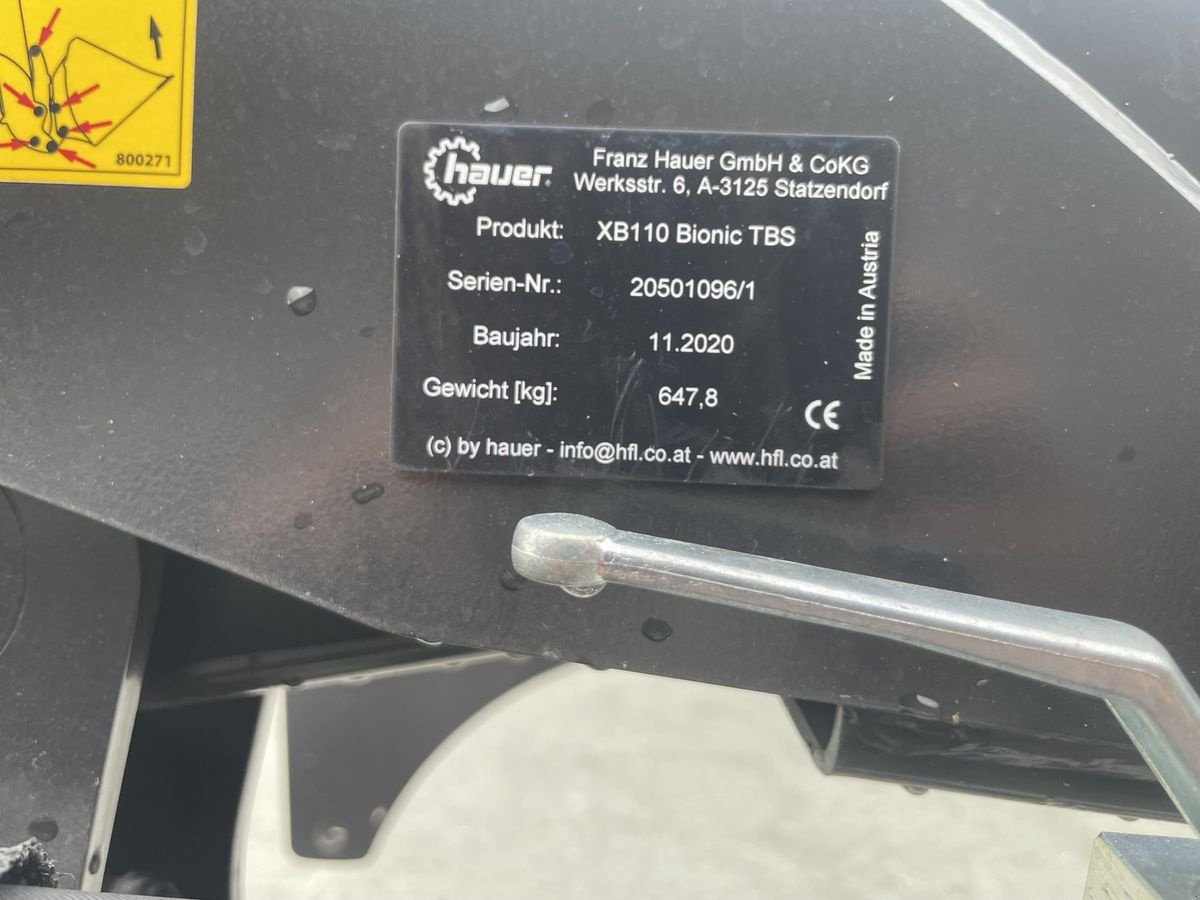 800271
hauer
Franz Hauer GmbH & CoKG
Werksstr. 6, A-3125 Statzendorf
Produkt: XB110 Bionic TBS
Serien-Nr.: 20501096/1
Baujahr: 11.2020
Gewicht [kg]: 647,8
Made in Austria
CE
(c) by hauer - info@hfl.co.at - www.hfl.co.at